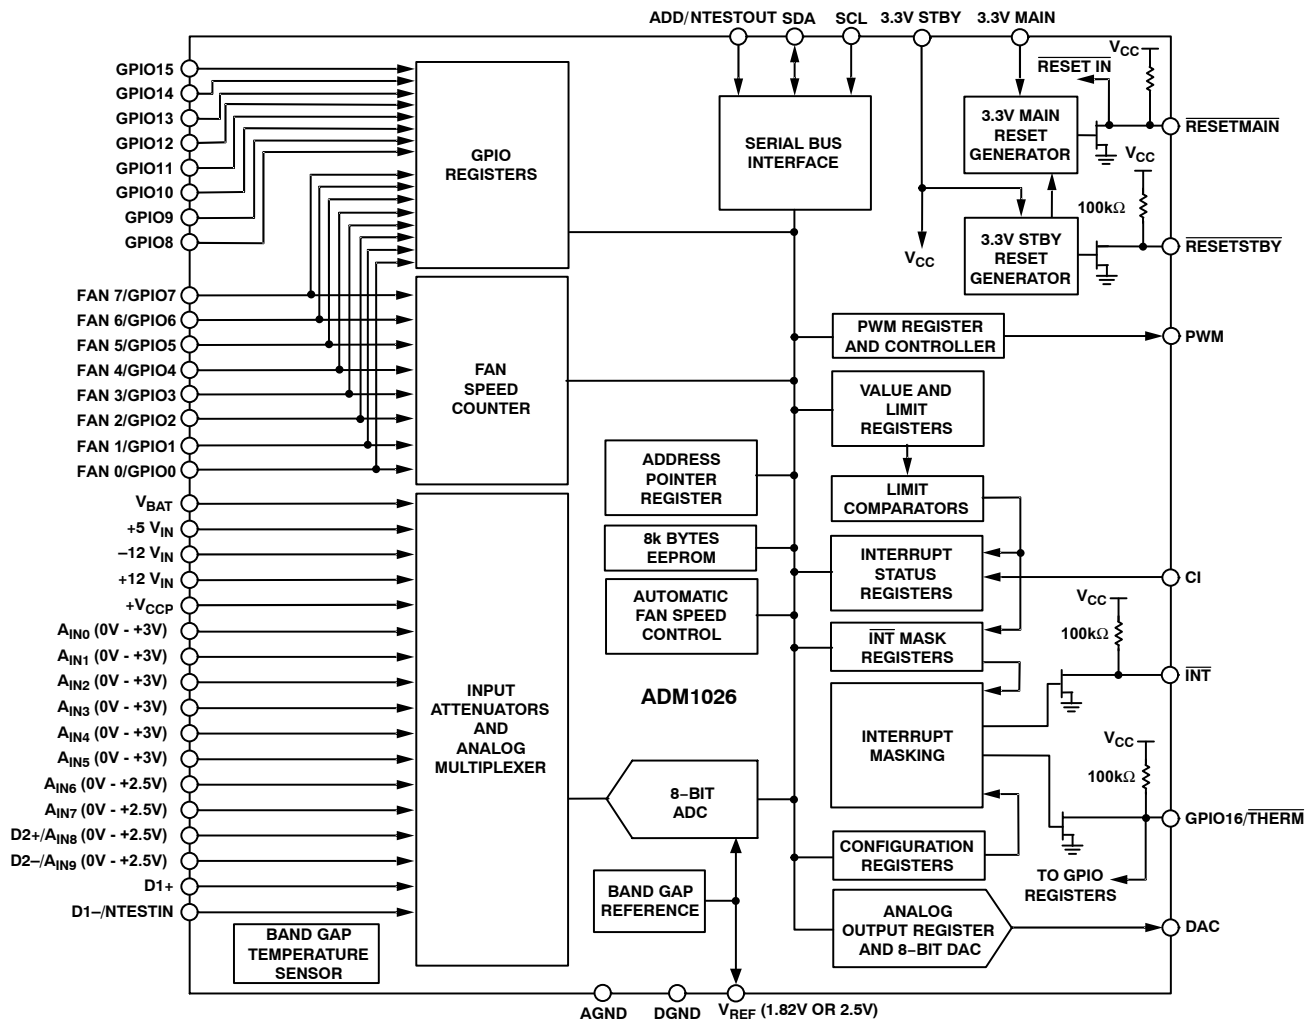 ADD/NTESTOUT SDA SCL 3.3V STBY 3.3V MAIN
GPIO15
GPIO14
GPIO13
GPIO12
GPIO11
GPIO10
GPIO9
GPIO8
FAN 7/GPIO7
FAN 6/GPIO6
FAN 5/GPIO5
FAN 4/GPIO4
FAN 3/GPIO3
FAN 2/GPIO2
FAN 1/GPIO1
FAN 0/GPIO0
VBAT
+5 VIN
–12 VIN
+12 VIN
+VCCP
AIN0 (0V - +3V)
AIN1 (0V - +3V)
AIN2 (0V - +3V)
AIN3 (0V - +3V)
AIN4 (0V - +3V)
AIN5 (0V - +3V)
AIN6 (0V - +2.5V)
AIN7 (0V - +2.5V)
D2+/AIN8 (0V - +2.5V)
D2–/AIN9 (0V - +2.5V)
D1+
D1–/NTESTIN
GPIO
REGISTERS
FAN
SPEED
COUNTER
INPUT
ATTENUATORS
AND
ANALOG
MULTIPLEXER
BAND GAP
TEMPERATURE
SENSOR
SERIAL BUS
INTERFACE
ADDRESS
POINTER
REGISTER
8k BYTES
EEPROM
AUTOMATIC
FAN SPEED
CONTROL
ADM1026
8–BIT
ADC
BAND GAP
REFERENCE
VCC
RESET IN
VCC
3.3V MAIN
RESET
GENERATOR
RESETMAIN
VCC
100kΩ
3.3V STBY
RESET
GENERATOR
RESETSTBY
PWM REGISTER
AND CONTROLLER
PWM
VALUE AND
LIMIT
REGISTERS
LIMIT
COMPARATORS
INTERRUPT
STATUS
REGISTERS
CI
INT MASK
REGISTERS
VCC
100kΩ
INT
INTERRUPT
MASKING
VCC
100kΩ
GPIO16/THERM
CONFIGURATION
REGISTERS
TO GPIO
REGISTERS
ANALOG
OUTPUT REGISTER
AND 8–BIT DAC
DAC
AGND DGND VREF (1.82V OR 2.5V)